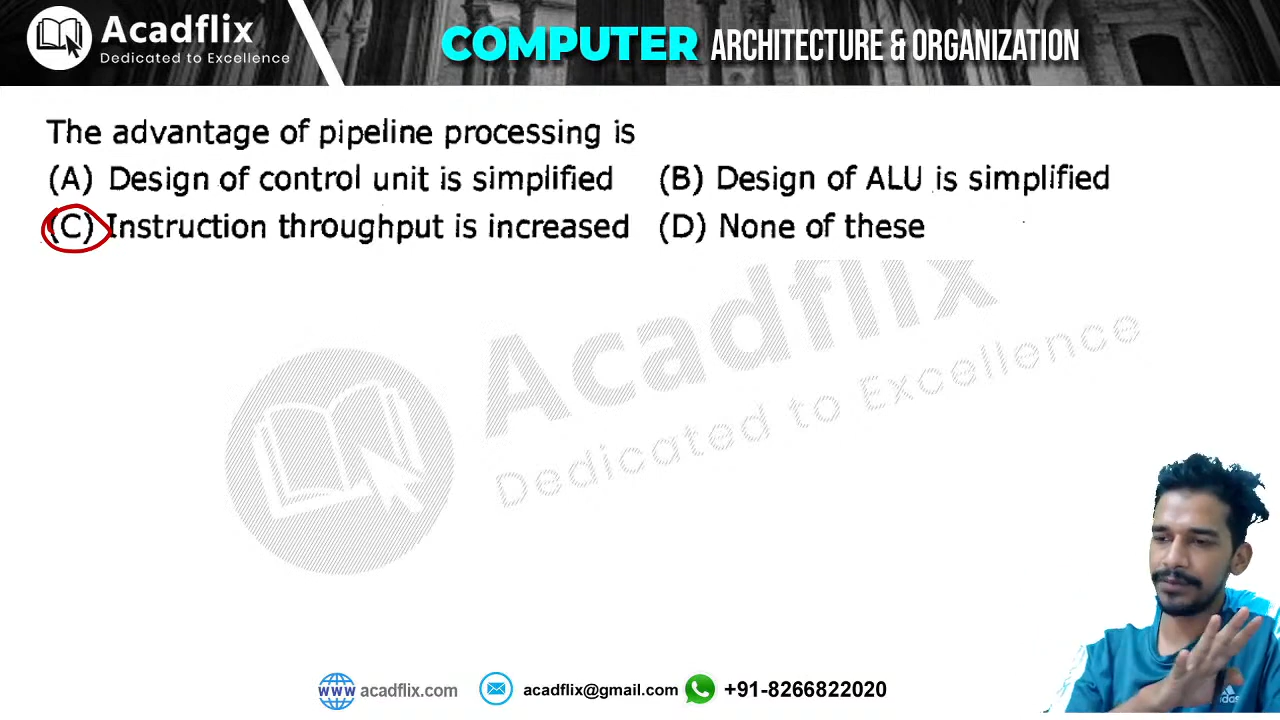 Acadflix
Dedicated to Excellence
COMPUTER ARCHITECTURE & ORGANIZATION
The advantage of pipeline processing is
(A) Design of control unit is simplified (B) Design of ALU is simplified
(C) Instruction throughput is increased (D) None of these
Acadflix
Dedicated to Excellence
adidas
www acadflix.com acadflix@gmail.com +91-8266822020